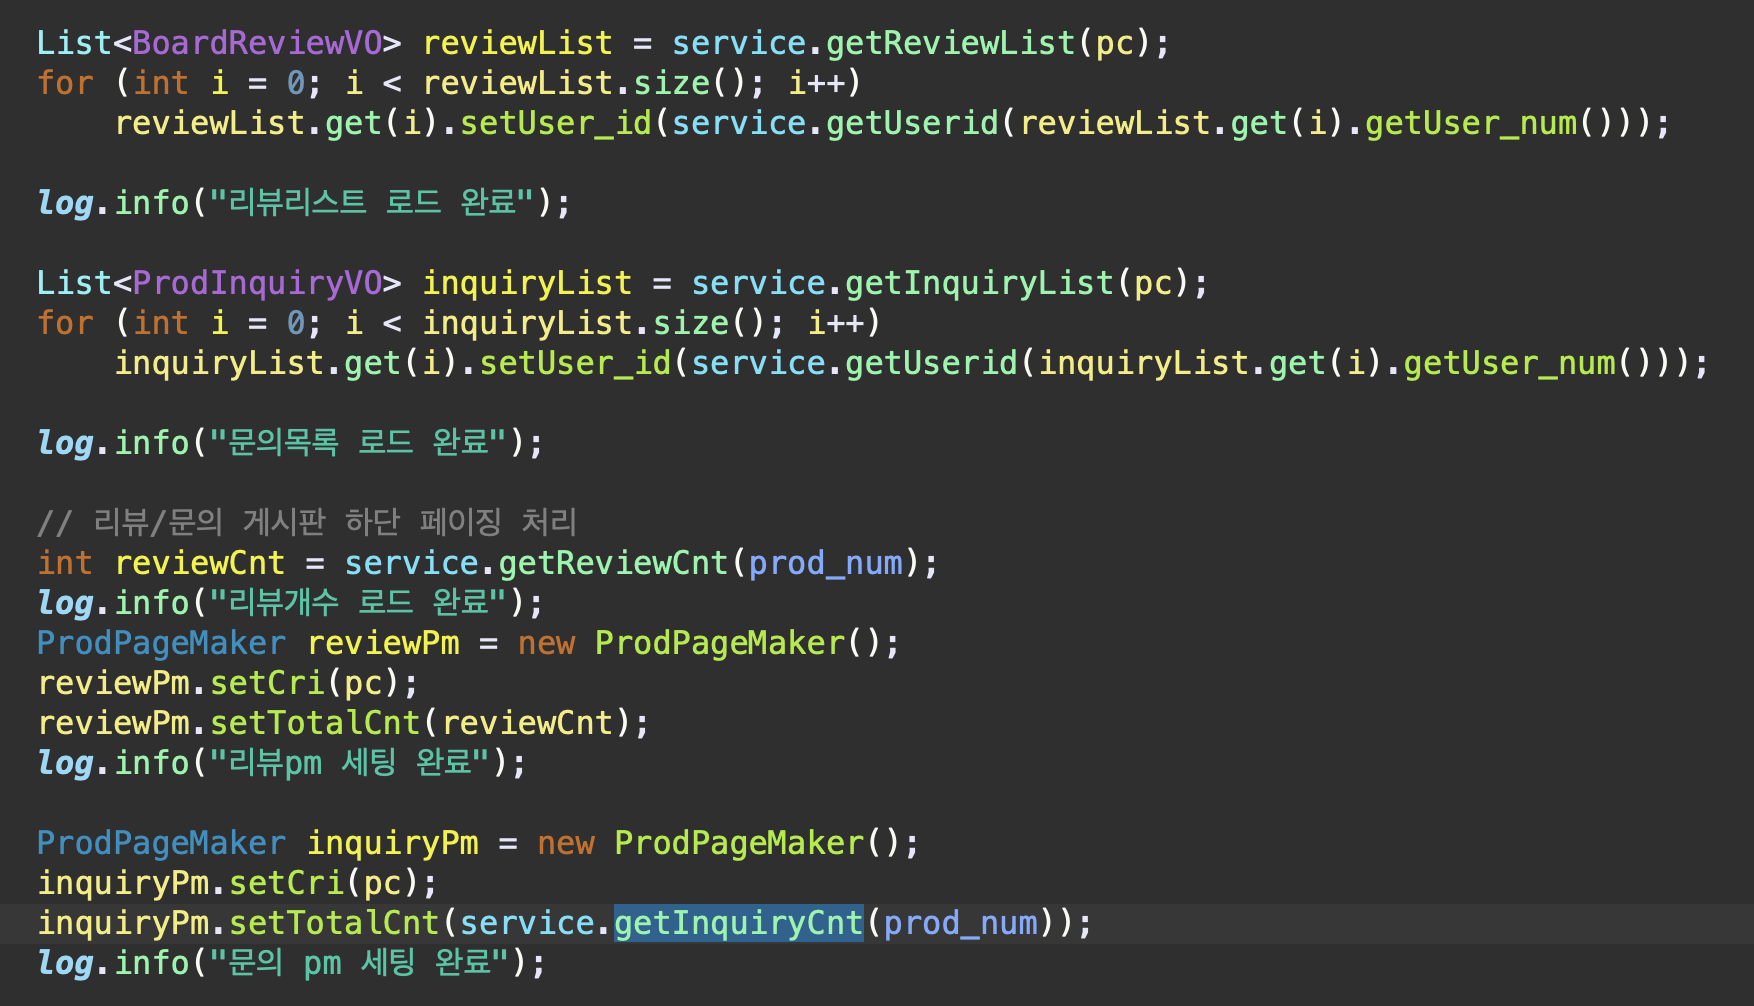 List<BoardReviewVO> reviewList = service.getReviewList(pc);
for (int i = 0; i < reviewList.size(); i++)
    reviewList.get(i).setUser_id(service.getUserid(reviewList.get(i).getUser_num()));
log.info("리뷰리스트 로드 완료");
List<ProdInquiryVO> inquiryList = service.getInquiryList(pc);
for (int i = 0; i < inquiryList.size(); i++)
    inquiryList.get(i).setUser_id(service.getUserid(inquiryList.get(i).getUser_num()));
log.info("문의목록 로드 완료");
// 리뷰/문의 게시판 하단 페이징 처리
int reviewCnt = service.getReviewCnt(prod_num);
log.info("리뷰개수 로드 완료");
ProdPageMaker reviewPm = new ProdPageMaker();
reviewPm.setCri(pc);
reviewPm.setTotalCnt(reviewCnt);
log.info("리뷰pm 세팅 완료");
ProdPageMaker inquiryPm = new ProdPageMaker();
inquiryPm.setCri(pc);
inquiryPm.setTotalCnt(service.getInquiryCnt(prod_num));
log.info("문의 pm 세팅 완료");